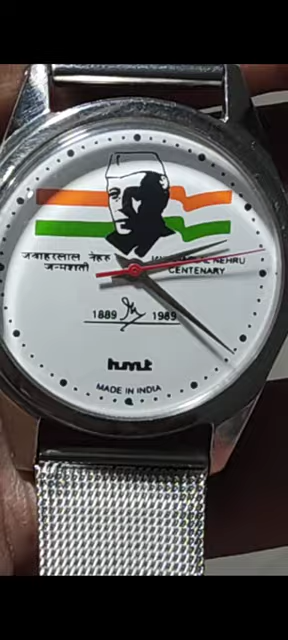 जवाहरलाल नेहरु
जन्मशती
NEHRU
CENTENARY
1889 1989
hmt
MADE IN INDIA